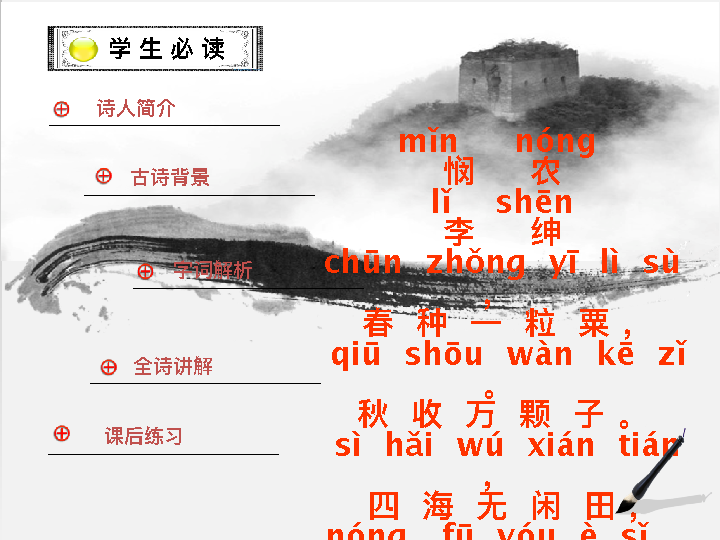 学生必读
诗人简介
古诗背景
字词解析
全诗讲解
课后练习
mǐn nóng
悯 农
lǐ shēn
李 绅
chūn zhǒng yī lì sù ，
春 种 一 粒 粟 ，
qiū shōu wàn kē zǐ 。
秋 收 万 颗 子 。
sì hǎi wú xián tián ，
四 海 无 闲 田 ，
nóng fū yóu è sǐ